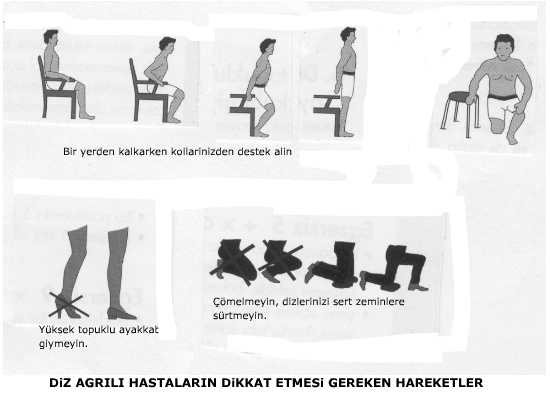 Bir yerden kalkarken kollarinizden destek alin
Çömelmeyin, dizlerinizi sert zeminlere
sürtmeyin.
Yüksek topuklu ayakkab
giymeyin.
DiZ AGRILI HASTALARIN DiKKAT ETMESi GEREKEN HAREKETLER